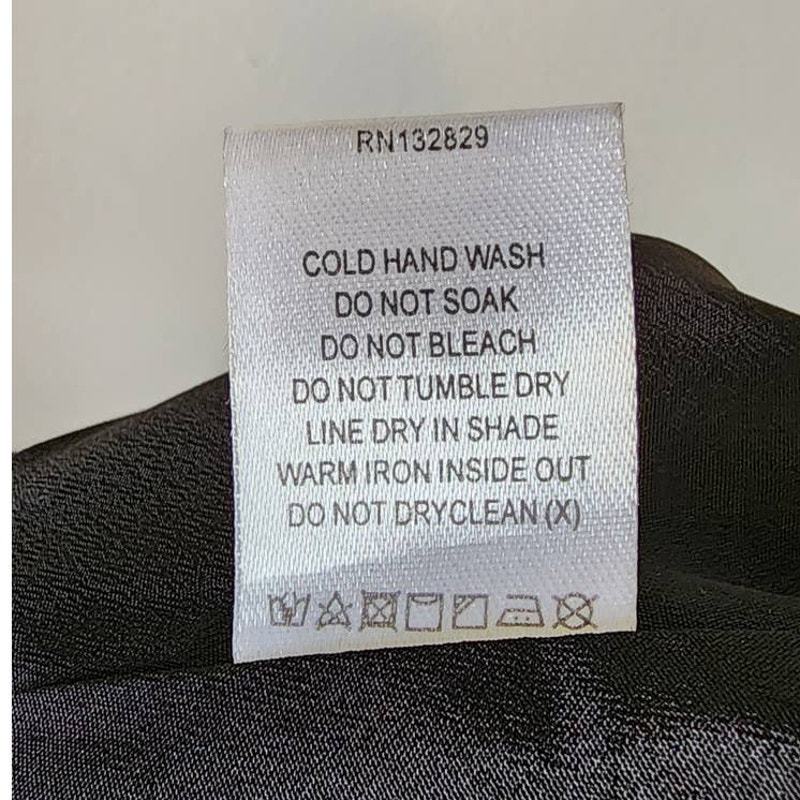 RN132829
COLD HAND WASH
DO NOT SOAK
DO NOT BLEACH
DO NOT TUMBLE DRY
LINE DRY IN SHADE
WARM IRON INSIDE OUT
DO NOT DRYCLEAN (X)